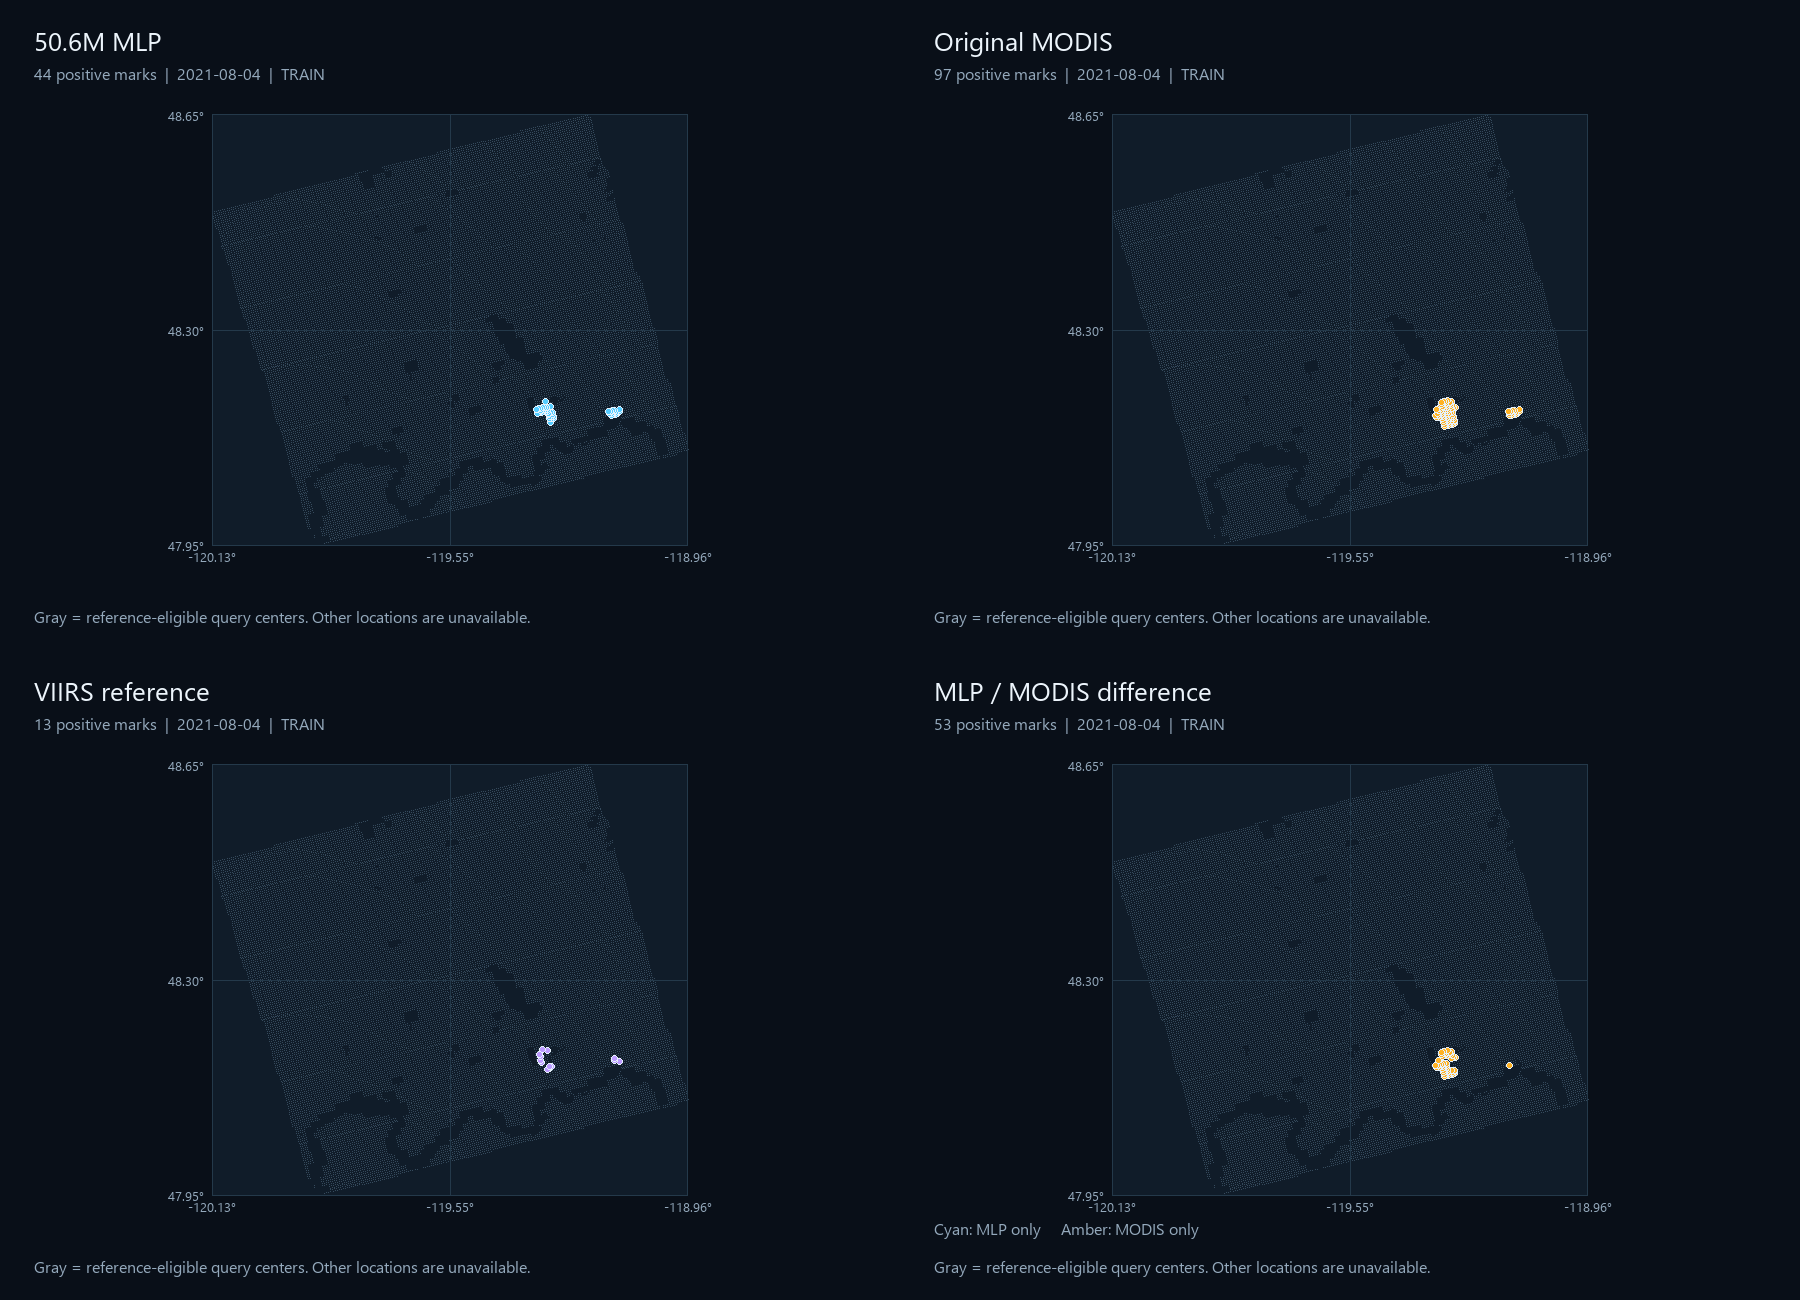 50.6M MLP
44 positive marks | 2021-08-04 | TRAIN
48.65°
48.30°
47.95°
-120.13°
-119.55°
-118.96°
Gray = reference-eligible query centers. Other locations are unavailable.
Original MODIS
97 positive marks | 2021-08-04 | TRAIN
48.65°
48.30°
47.95°
-120.13°
-119.55°
-118.96°
Gray = reference-eligible query centers. Other locations are unavailable.
VIIRS reference
13 positive marks | 2021-08-04 | TRAIN
48.65°
48.30°
47.95°
-120.13°
-119.55°
-118.96°
Gray = reference-eligible query centers. Other locations are unavailable.
MLP / MODIS difference
53 positive marks | 2021-08-04 | TRAIN
48.65°
48.30°
47.95°
-120.13°
-119.55°
-118.96°
Cyan: MLP only Amber: MODIS only
Gray = reference-eligible query centers. Other locations are unavailable.